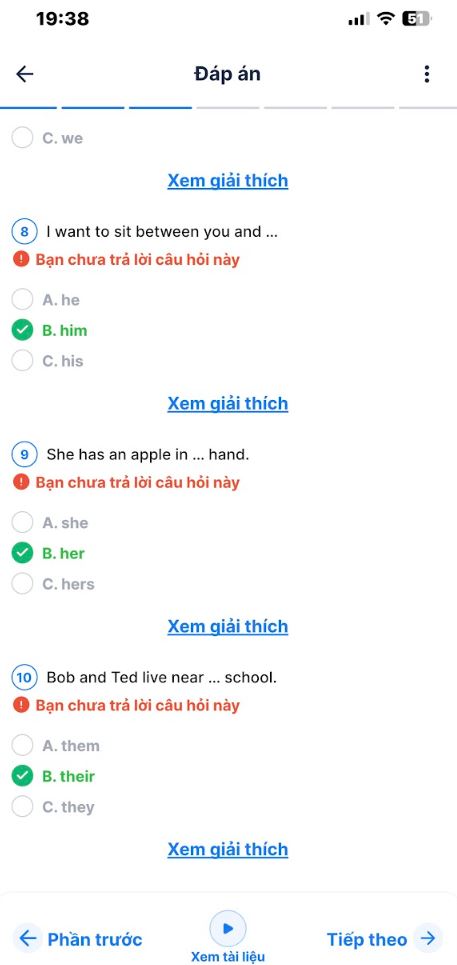 19:38
51
Đáp án
C. we
Xem giải thích
8 I want to sit between you and ...
Bạn chưa trả lời câu hỏi này
A. he
B. him
C. his
Xem giải thích
9 She has an apple in ... hand.
Bạn chưa trả lời câu hỏi này
A. she
B. her
C. hers
Xem giải thích
10 Bob and Ted live near ... school.
Bạn chưa trả lời câu hỏi này
A. them
B. their
C. they
Xem giải thích
Phần trước
Xem tài liệu
Tiếp theo